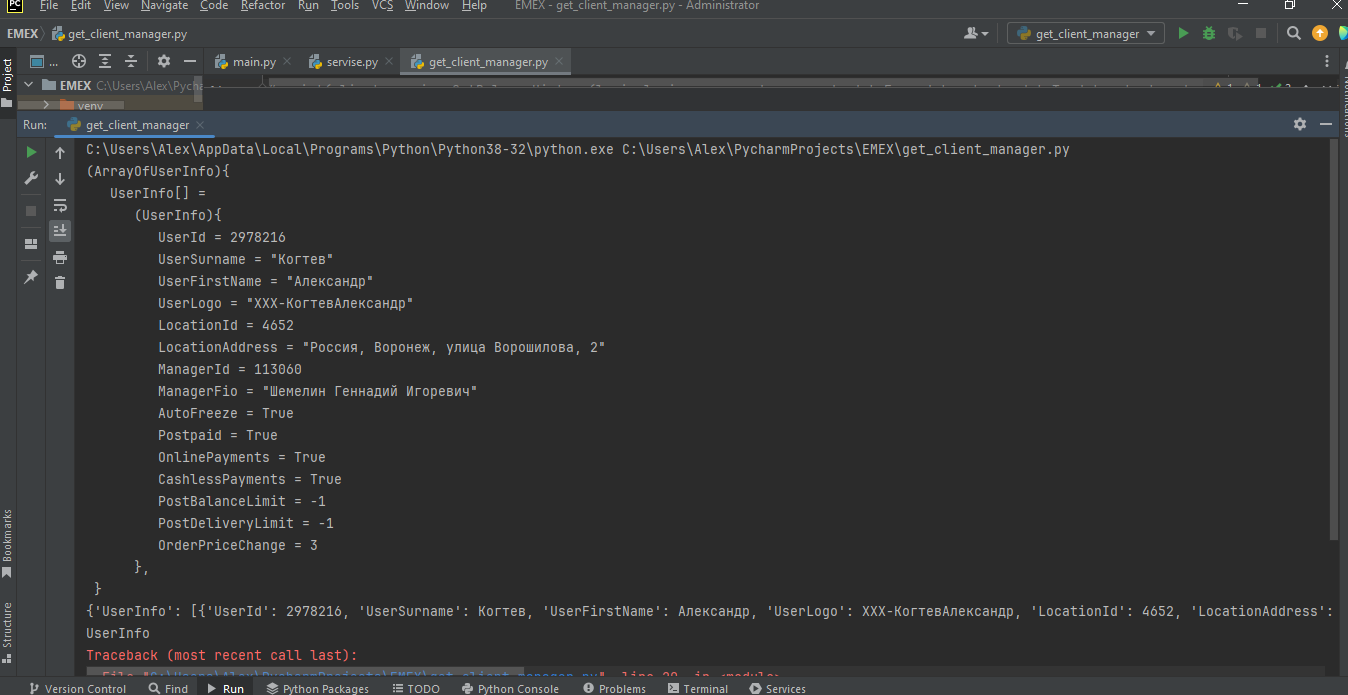 File Edit View Navigate Code Refactor Run Tools VCS Window Help EMEX - get_client_manager.py - Administrator
EMEX get_client_manager.py get_client_manager
Project
... main.py servise.py get_client_manager.py
EMEX C:\Users\Alex\Pycha
venv
Run: get_client_manager
C:\Users\Alex\AppData\Local\Programs\Python\Python38-32\python.exe C:\Users\Alex\PycharmProjects\EMEX\get_client_manager.py
(ArrayOfUserInfo){
UserInfo[] =
(UserInfo){
UserId = 2978216
UserSurname = "Когтев"
UserFirstName = "Александр"
UserLogo = "XXX-КогтевАлександр"
LocationId = 4652
LocationAddress = "Россия, Воронеж, улица Ворошилова, 2"
ManagerId = 113060
ManagerFio = "Шемелин Геннадий Игоревич"
AutoFreeze = True
Postpaid = True
OnlinePayments = True
CashlessPayments = True
PostBalanceLimit = -1
PostDeliveryLimit = -1
OrderPriceChange = 3
},
}
{'UserInfo': [{'UserId': 2978216, 'UserSurname': Когтев, 'UserFirstName': Александр, 'UserLogo': XXX-КогтевАлександр, 'LocationId': 4652, 'LocationAddress':
UserInfo
Traceback (most recent call last):
Bookmarks
Structure
Version Control Find Run Python Packages TODO Python Console Problems Terminal Services